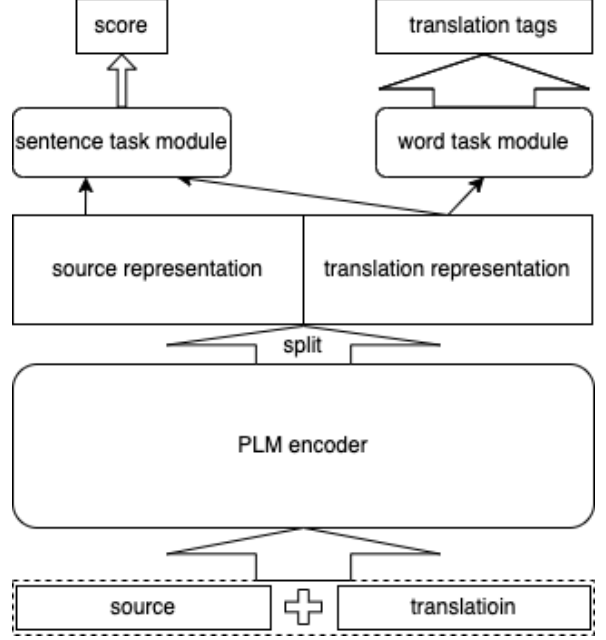 score
translation tags
sentence task module
word task module
source representation
translation representation
split
PLM encoder
source
translatioin